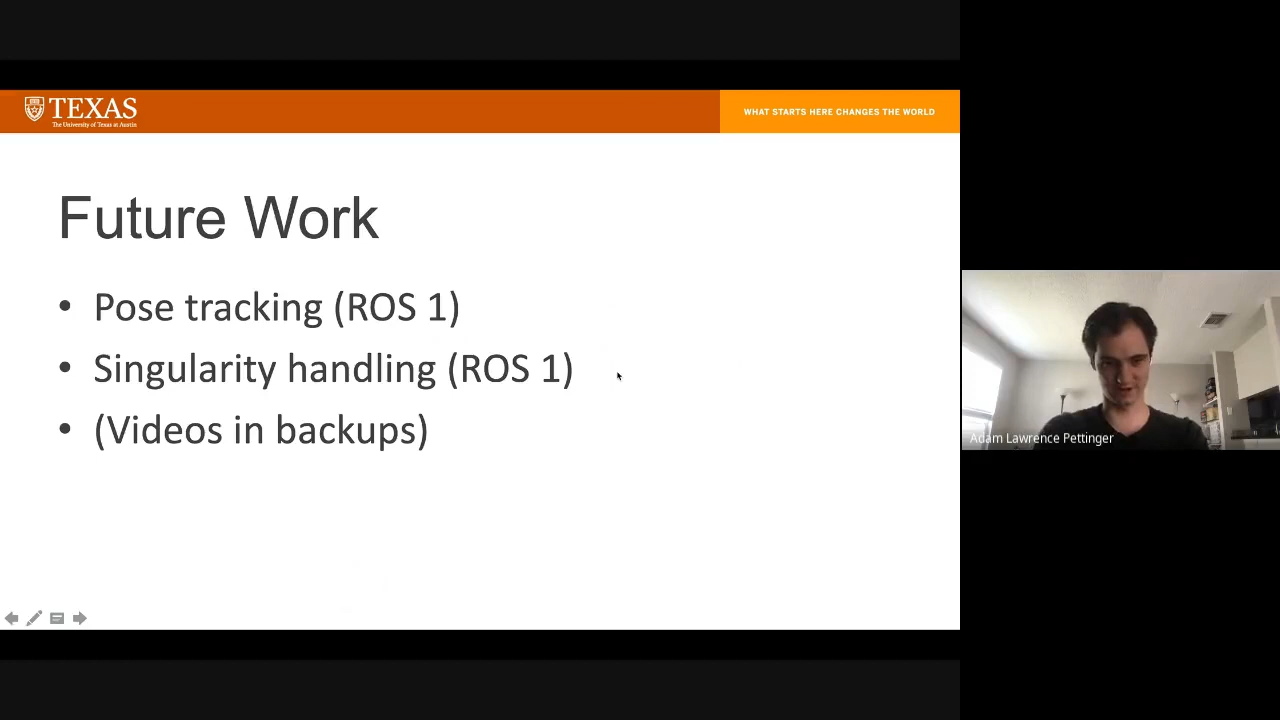 TEXAS
The University of Texas at Austin
WHAT STARTS HERE CHANGES THE WORLD
Future Work
• Pose tracking (ROS 1)
• Singularity handling (ROS 1)
• (Videos in backups)
Adam Lawrence Pettinger